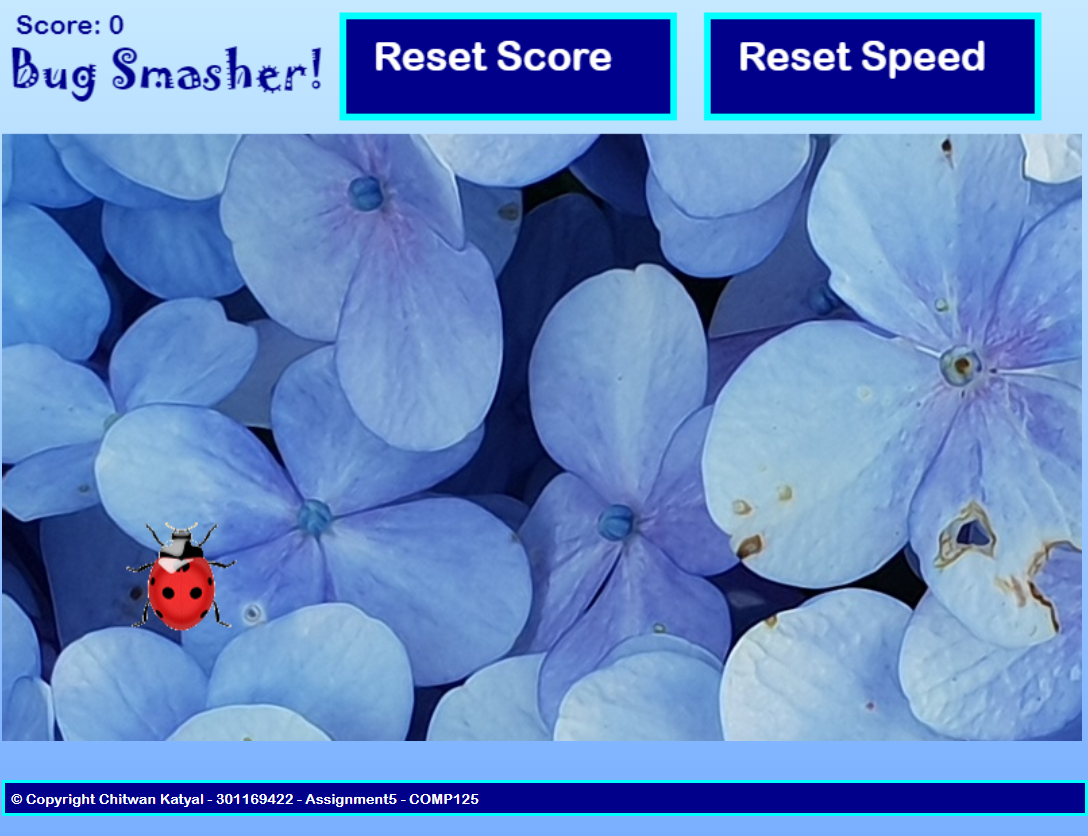 Score: 0
Bug Smasher!
Reset Score
Reset Speed
© Copyright Chitwan Katyal - 301169422 - Assignment5 - COMP125